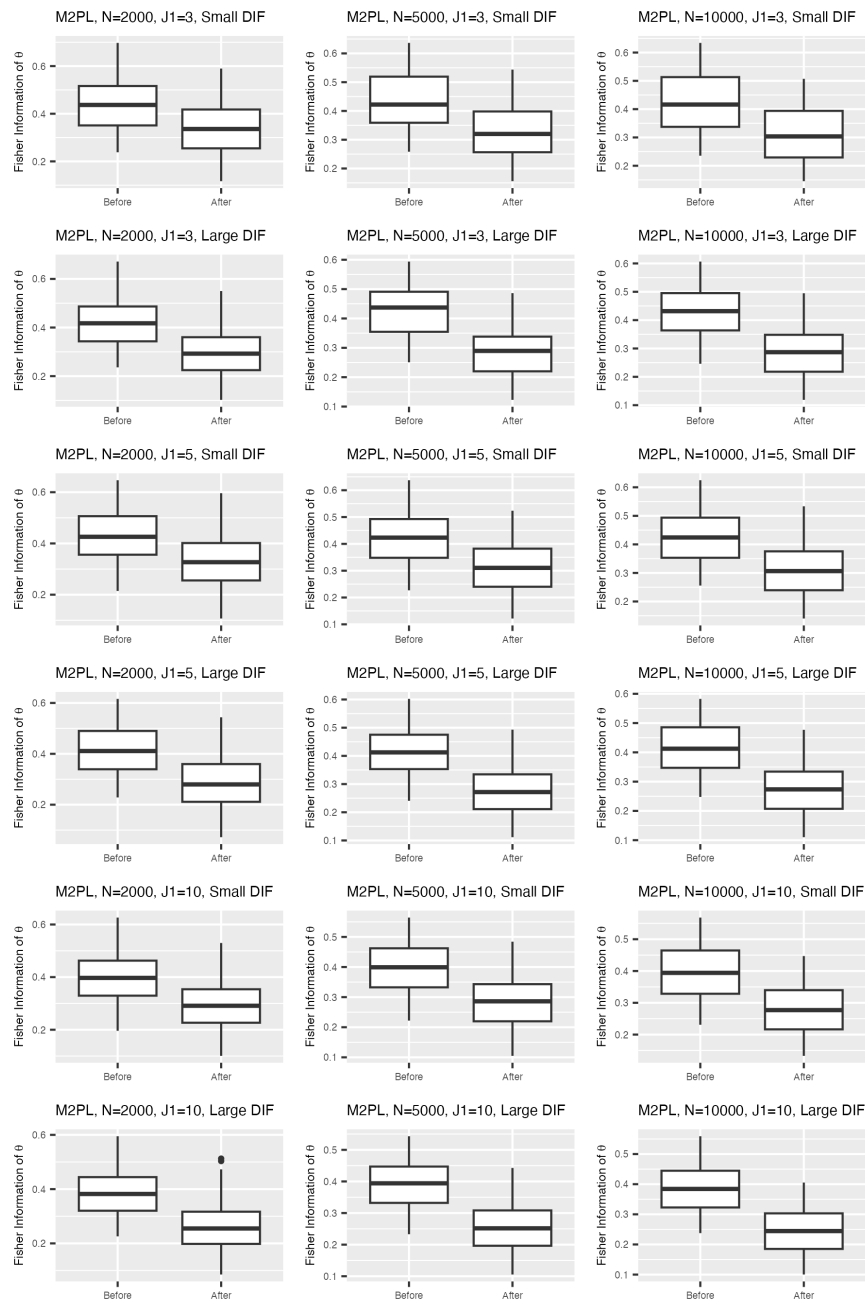 M2PL, N=2000, J1=3, Small DIF
Fisher Information of θ
0.6
0.4
0.2
Before After
M2PL, N=5000, J1=3, Small DIF
Fisher Information of θ
0.6
0.5
0.4
0.3
0.2
Before After
M2PL, N=10000, J1=3, Small DIF
Fisher Information of θ
0.6
0.5
0.4
0.3
0.2
Before After
M2PL, N=2000, J1=3, Large DIF
Fisher Information of θ
0.6
0.4
0.2
Before After
M2PL, N=5000, J1=3, Large DIF
Fisher Information of θ
0.6
0.5
0.4
0.3
0.2
0.1
Before After
M2PL, N=10000, J1=3, Large DIF
Fisher Information of θ
0.6
0.5
0.4
0.3
0.2
0.1
Before After
M2PL, N=2000, J1=5, Small DIF
Fisher Information of θ
0.6
0.4
0.2
Before After
M2PL, N=5000, J1=5, Small DIF
Fisher Information of θ
0.6
0.5
0.4
0.3
0.2
0.1
Before After
M2PL, N=10000, J1=5, Small DIF
Fisher Information of θ
0.6
0.5
0.4
0.3
0.2
Before After
M2PL, N=2000, J1=5, Large DIF
Fisher Information of θ
0.6
0.4
0.2
Before After
M2PL, N=5000, J1=5, Large DIF
Fisher Information of θ
0.6
0.5
0.4
0.3
0.2
0.1
Before After
M2PL, N=10000, J1=5, Large DIF
Fisher Information of θ
0.6
0.5
0.4
0.3
0.2
0.1
Before After
M2PL, N=2000, J1=10, Small DIF
Fisher Information of θ
0.6
0.4
0.2
Before After
M2PL, N=5000, J1=10, Small DIF
Fisher Information of θ
0.5
0.4
0.3
0.2
0.1
Before After
M2PL, N=10000, J1=10, Small DIF
Fisher Information of θ
0.5
0.4
0.3
0.2
Before After
M2PL, N=2000, J1=10, Large DIF
Fisher Information of θ
0.6
0.4
0.2
Before After
M2PL, N=5000, J1=10, Large DIF
Fisher Information of θ
0.5
0.4
0.3
0.2
0.1
Before After
M2PL, N=10000, J1=10, Large DIF
Fisher Information of θ
0.5
0.4
0.3
0.2
0.1
Before After